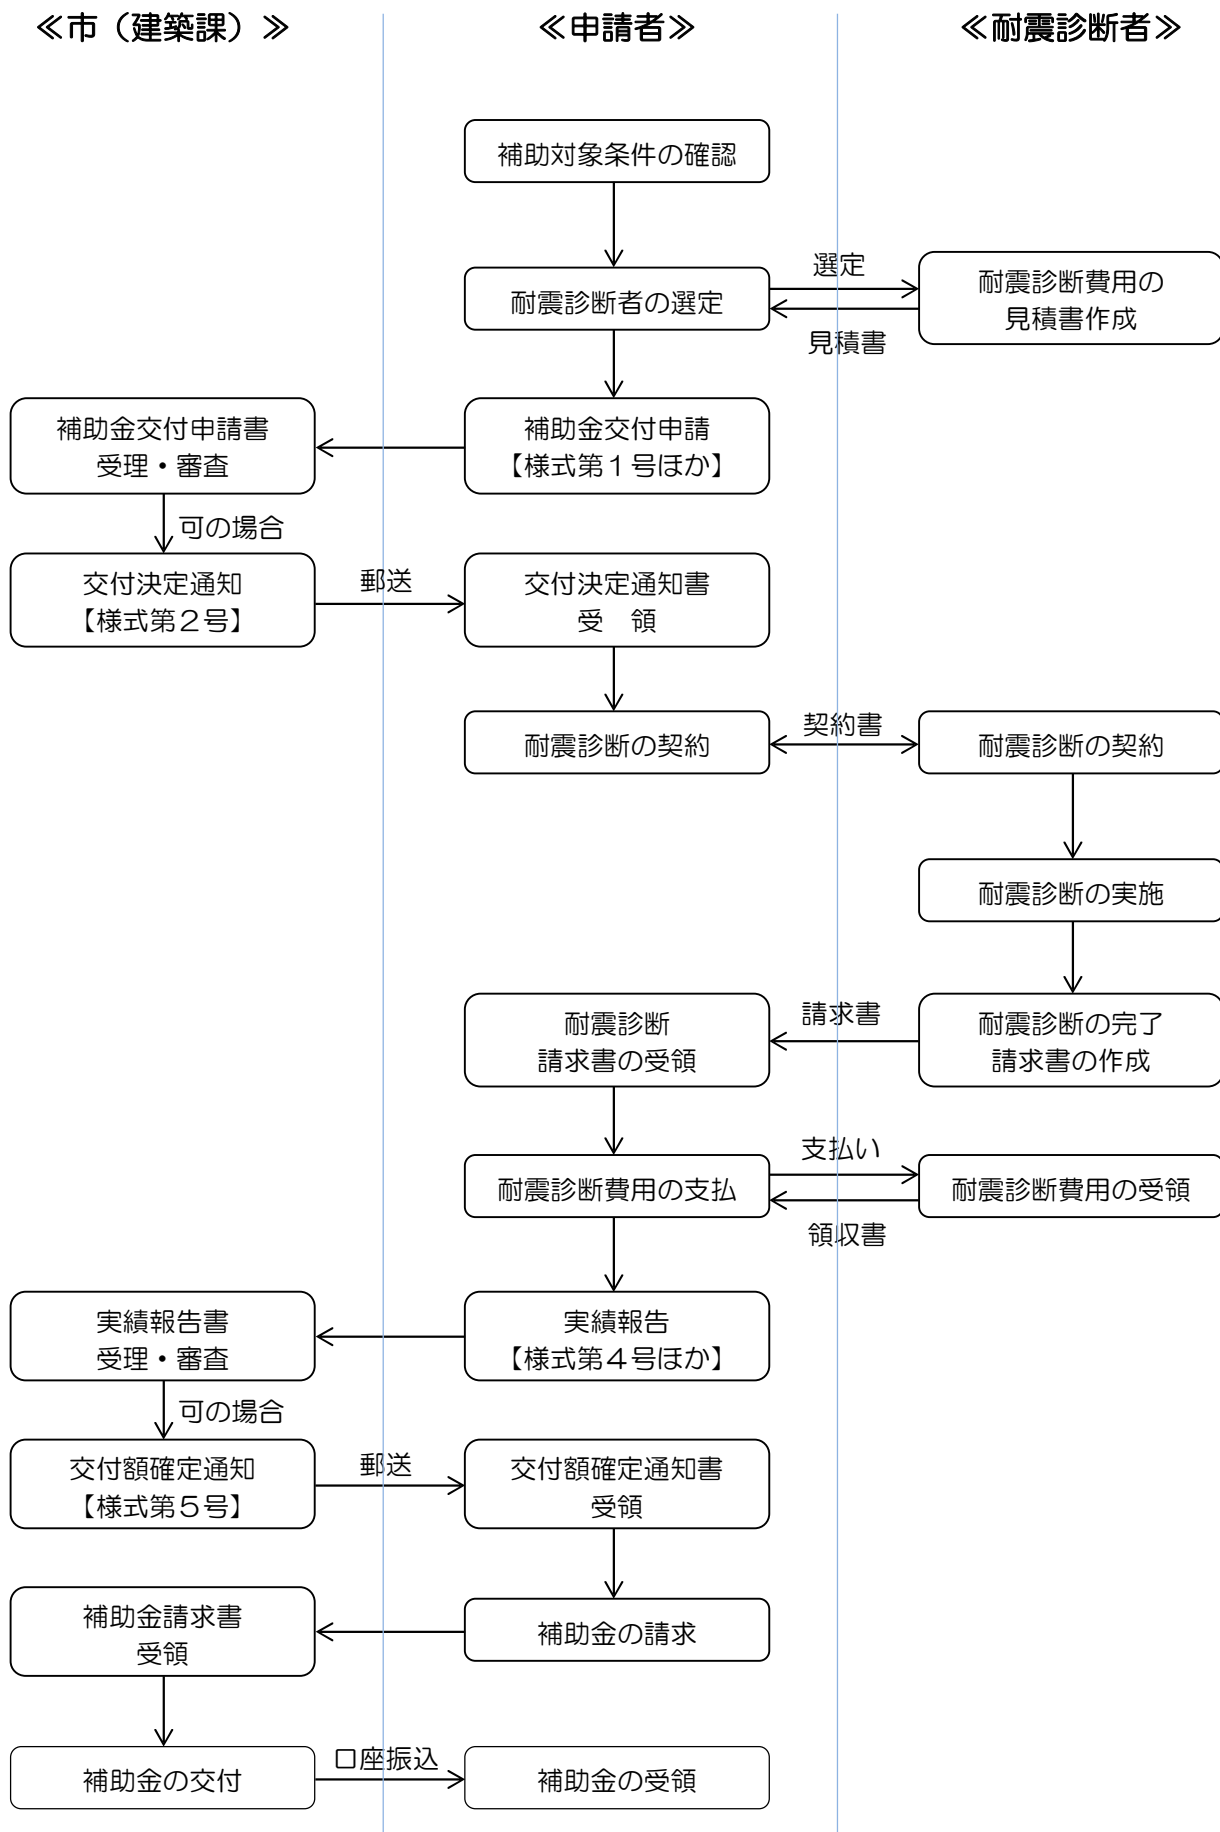 ≪市（建築課）≫
≪申請者≫
≪耐震診断者≫
補助対象条件の確認
耐震診断者の選定
選定
見積書
耐震診断費用の
見積書作成
補助金交付申請書
受理・審査
補助金交付申請
【様式第１号ほか】
可の場合
交付決定通知
【様式第２号】
郵送
交付決定通知書
受　領
耐震診断の契約
契約書
耐震診断の契約
耐震診断の実施
耐震診断
請求書の受領
請求書
耐震診断の完了
請求書の作成
耐震診断費用の支払
支払い
領収書
耐震診断費用の受領
実績報告書
受理・審査
実績報告
【様式第４号ほか】
可の場合
交付額確定通知
【様式第５号】
郵送
交付額確定通知書
受領
補助金請求書
受領
補助金の請求
補助金の交付
口座振込
補助金の受領